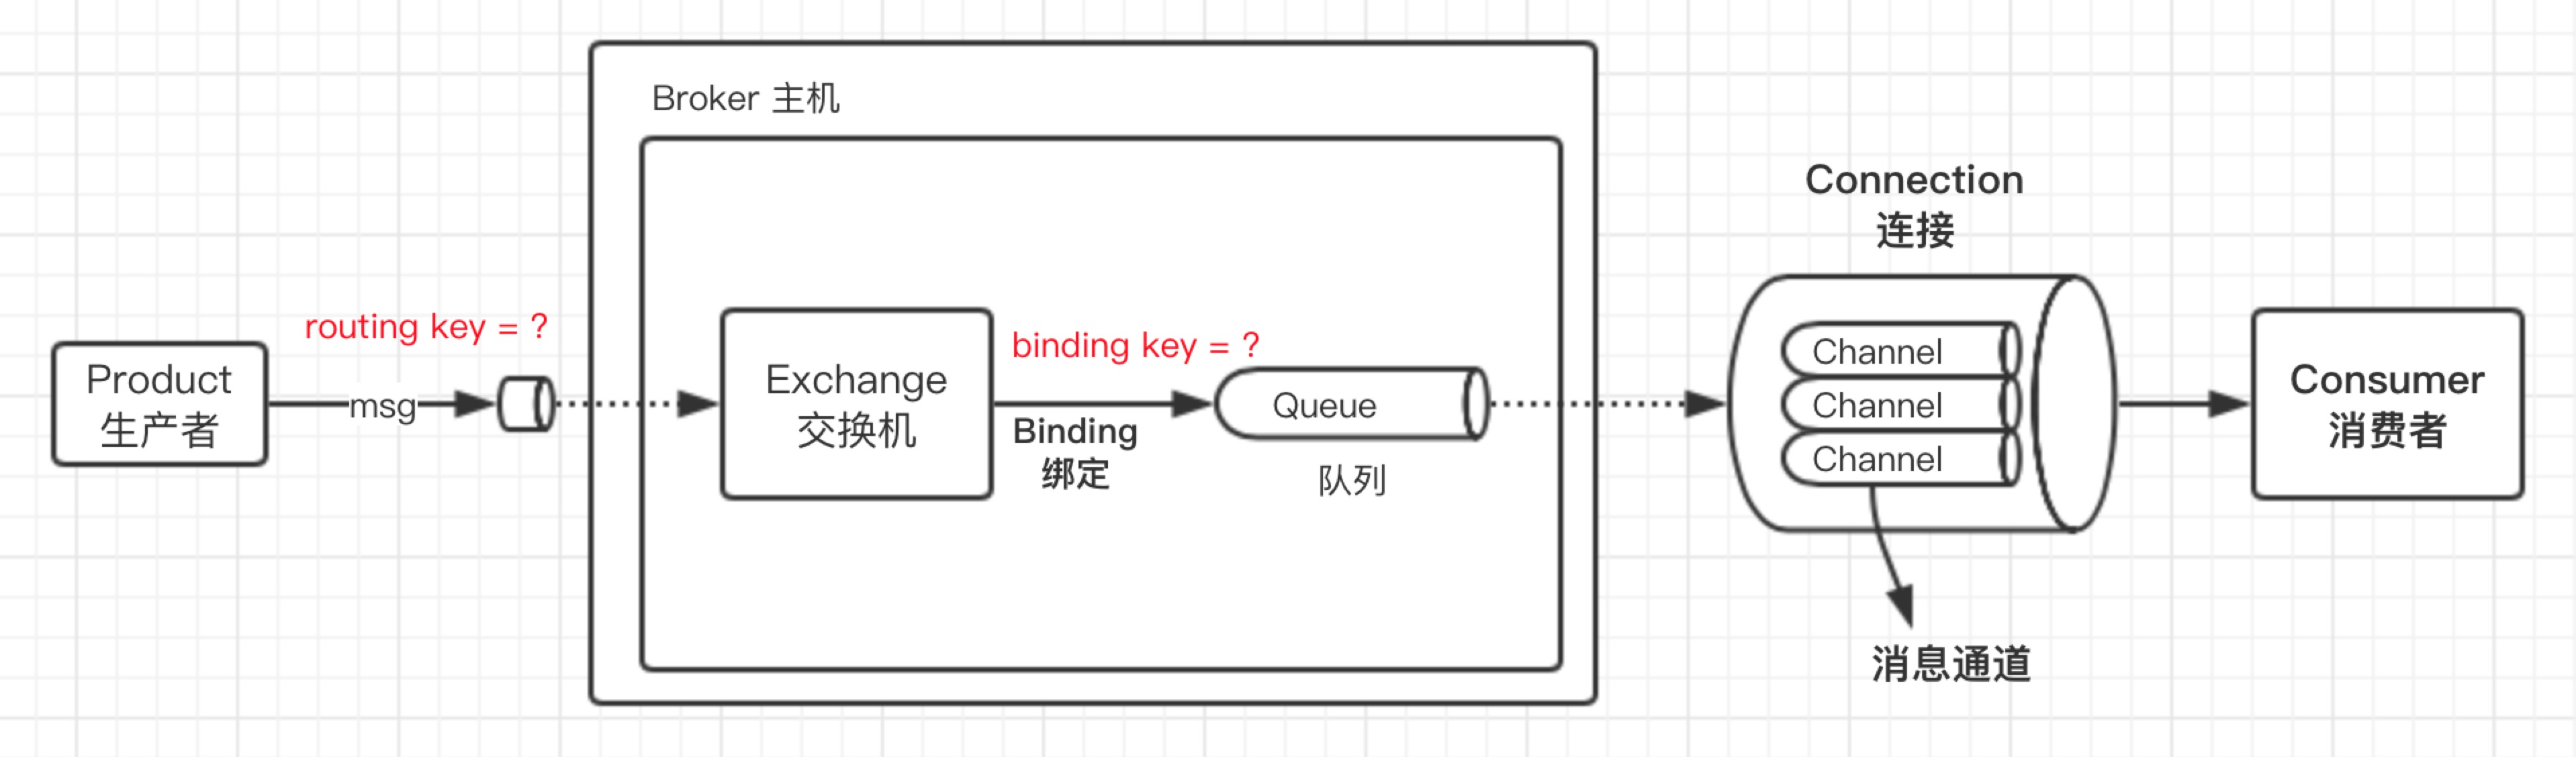 Broker 主机
Connection
连接
routing key = ?
binding key = ?
Product
生产者
msg
Exchange
交换机
Binding
绑定
Queue
队列
Channel
Channel
Channel
Consumer
消费者
消息通道